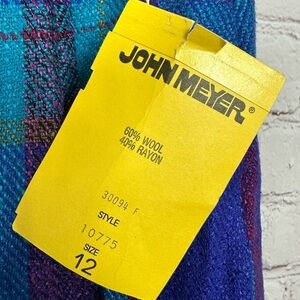 JOHN MEYER®
60% WOOL
40% RAYON
30094 F
STYLE
10775
SIZE
12